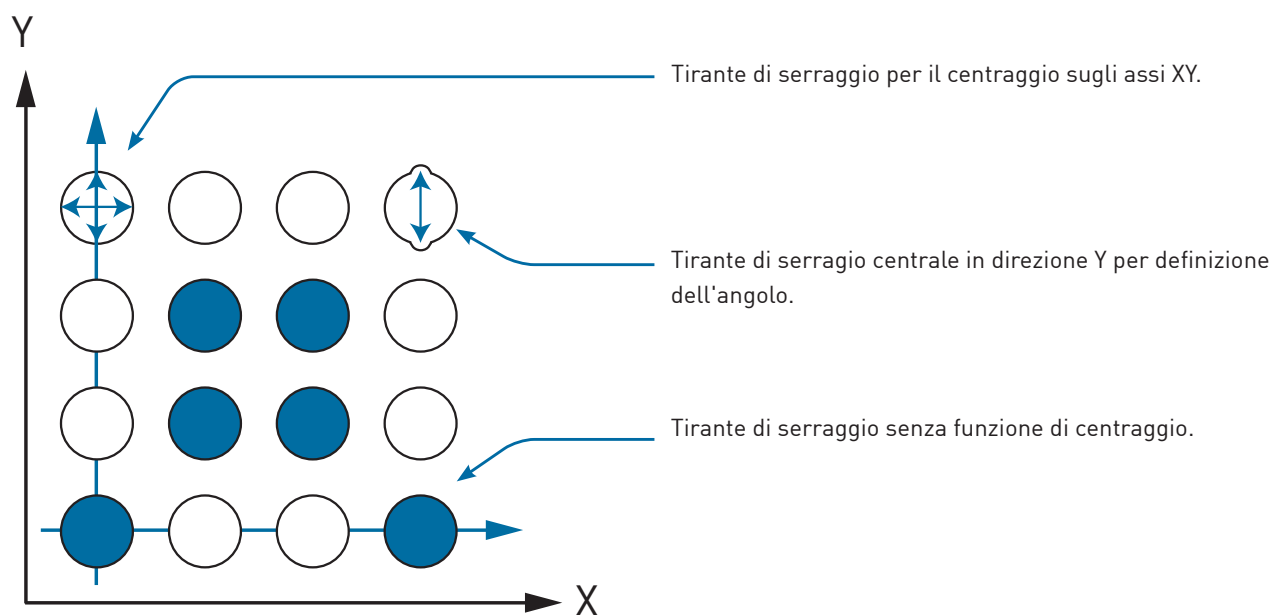 Y
Tirante di serraggio per il centraggio sugli assi XY.
Tirante di serragio centrale in direzione Y per definizione
dell'angolo.
Tirante di serraggio senza funzione di centraggio.
X